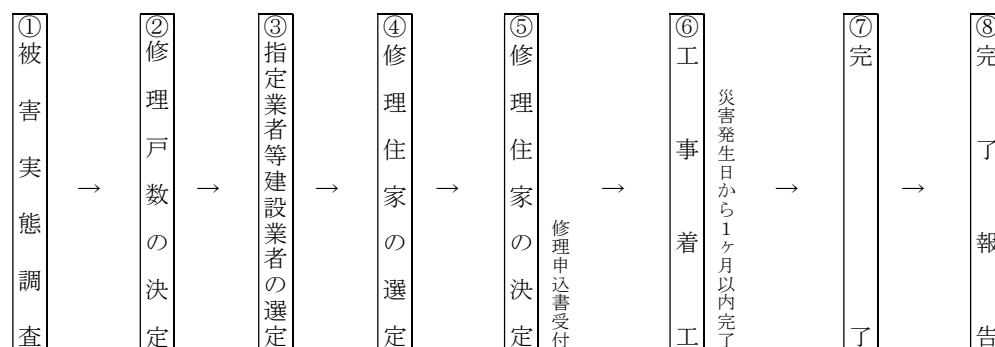 ①被害実態調査
→
②修理戸数の決定
→
③指定業者等建設業者の選定
→
④修理住家の選定
→
⑤修理住家の決定
修理申込書受付
→
⑥工事着工
災害発生日から1ヶ月以内完了
→
⑦完了
→
⑧完了報告